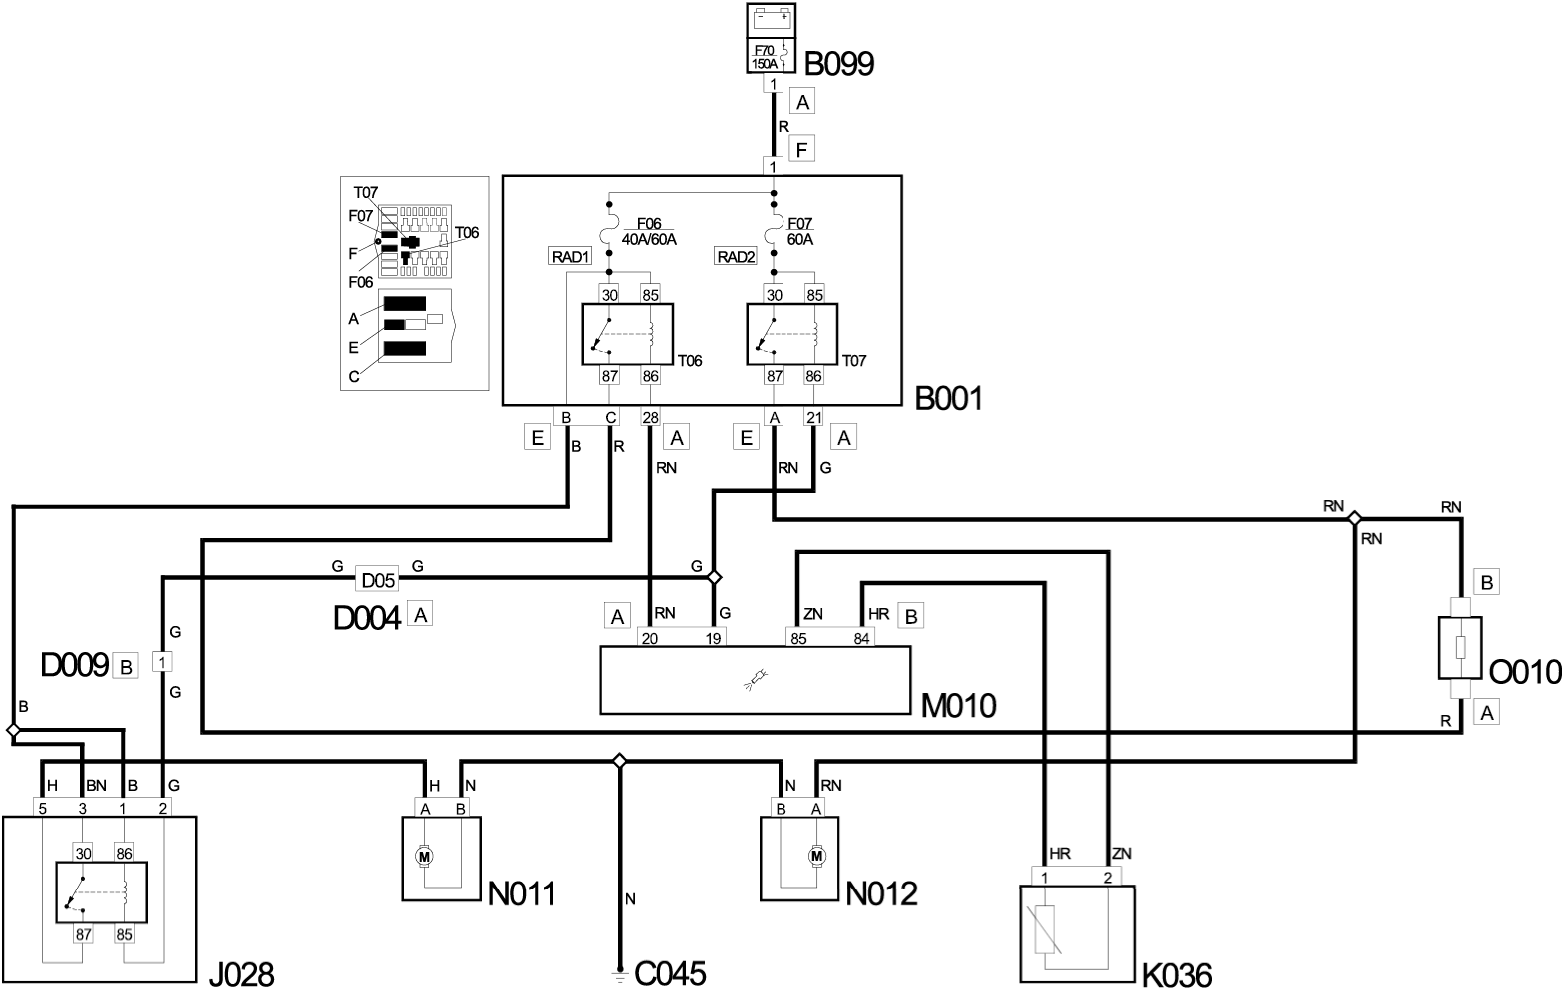 - +
F70
150A
B099
1
A
R
F
1
T07
F07
T06
F
F06
A
E
C
F06
40A/60A
F07
60A
RAD1
RAD2
30 85
30 85
T06
T07
87 86
87 86
B001
B C 28
A 21
E
A
E
A
B
R
RN
RN
G
RN
RN
RN
G
D05
G
G
B
D004
A
A
RN
G
ZN
HR
B
20 19 85 84
G
D009
B
1
O010
G
M010
B
R
A
H
BN
B
G
H
N
N
RN
5 3 1 2
A B
B A
30 86
M
M
HR
ZN
1 2
N011
N012
N
87 85
J028
C045
K036